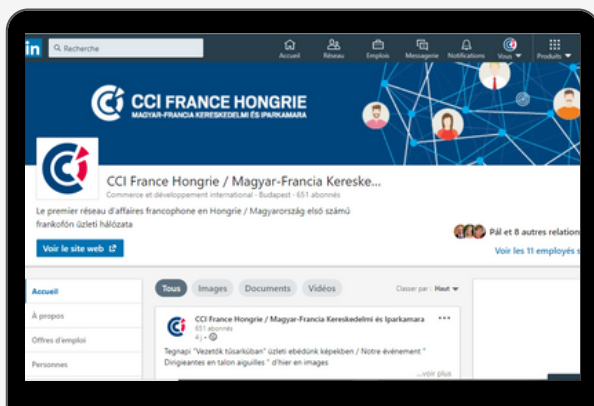 in
Recherche
Accueil
Réseau
Emplois
Messagerie
Notifications
Vous
Produits
CCI FRANCE HONGRIE
MAGYAR-FRANCIA KERESKEDELMI ÉS IPARKAMARA
CCI France Hongrie / Magyar-Francia Kereske...
Commerce et développement international · Budapest · 651 abonnés
Le premier réseau d'affaires francophone en Hongrie / Magyarország első számú
frankofón üzleti hálózata
Pál et 8 autres relation
Voir le site web
Voir les 11 employés s
Accueil
À propos
Offres d'emploi
Personnes
Tous
Images
Documents
Vidéos
Classer par : Haut
CCI France Hongrie / Magyar-Francia Kereskedelmi és Iparkamara
651 abonnés
4 j •
Tegnapi "Vezetők tűsarkúban" üzleti ebédünk képekben / Notre événement "
Dirigeantes en talon aiguilles " d'hier en images
...voir plus